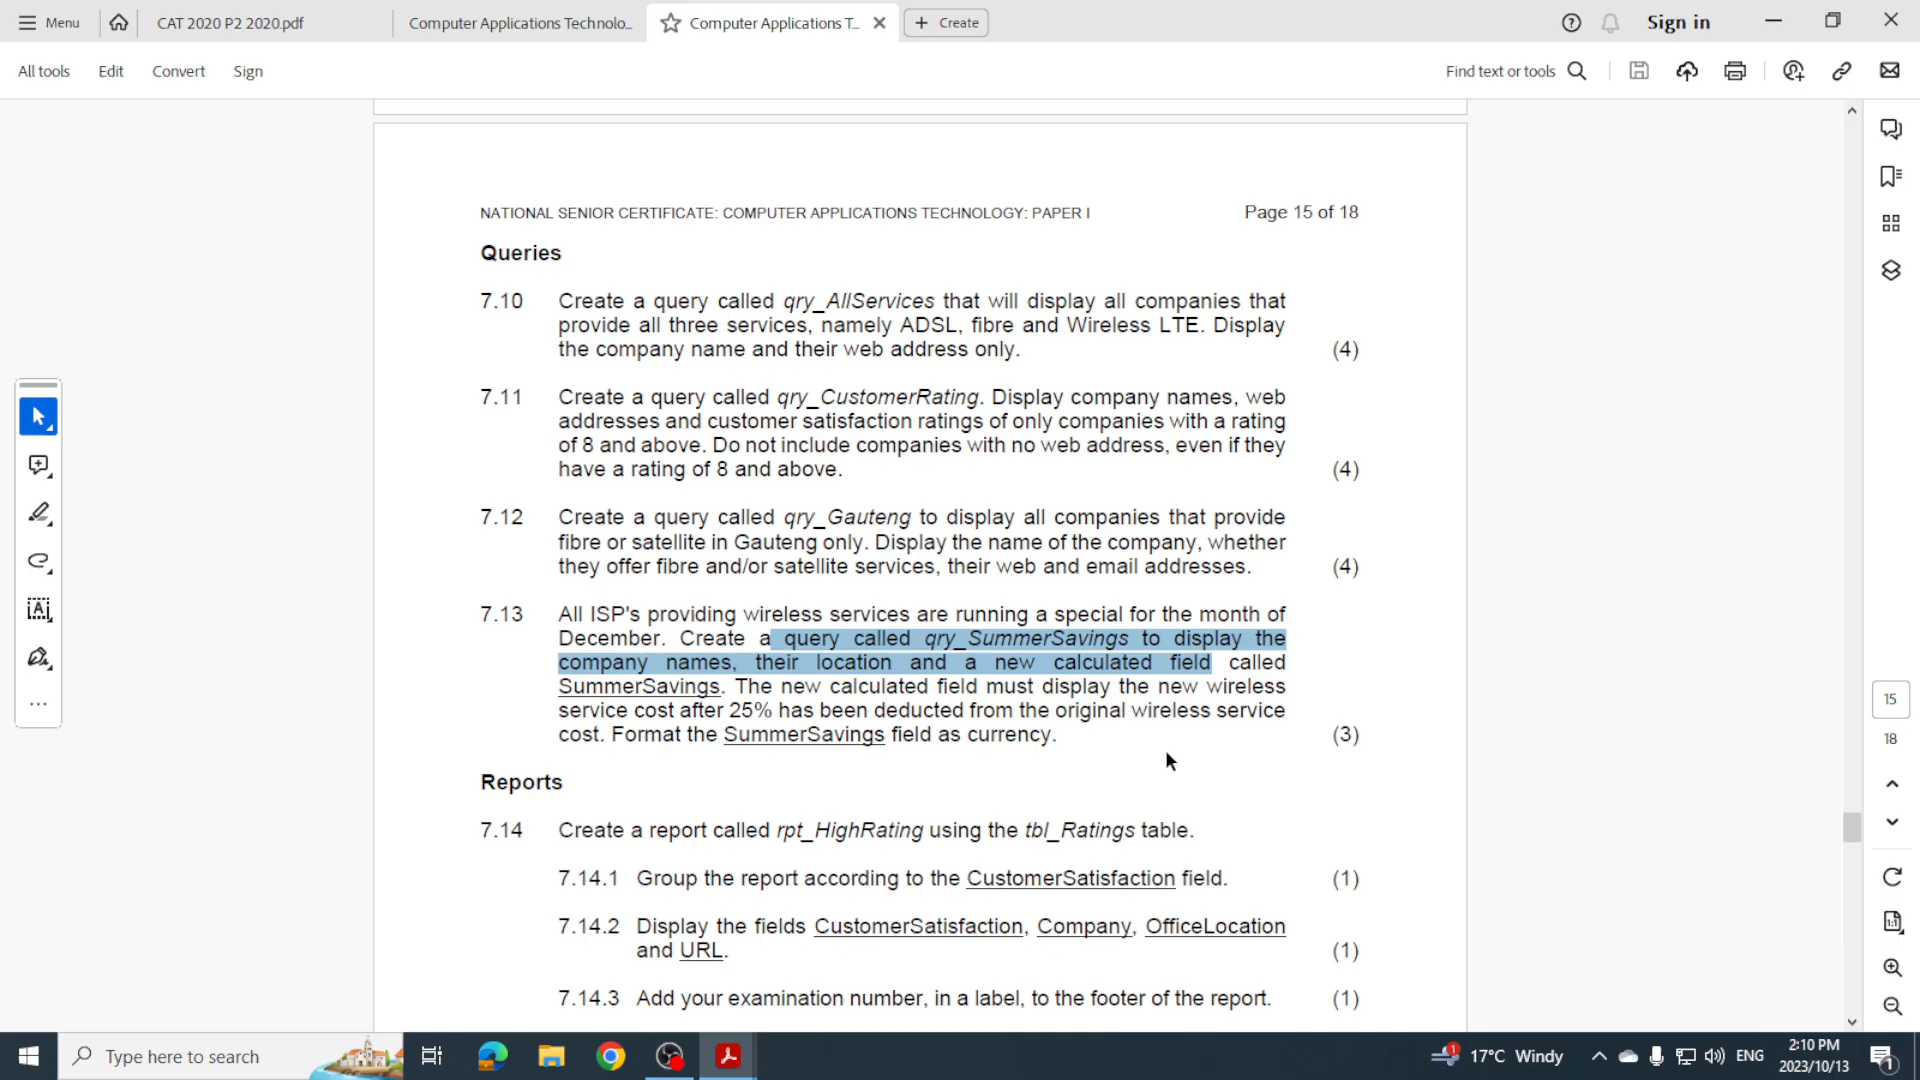 Menu
CAT 2020 P2 2020.pdf
Computer Applications Technolo...
Computer Applications T...
Create
Sign in
All tools
Edit
Convert
Sign
Find text or tools
NATIONAL SENIOR CERTIFICATE: COMPUTER APPLICATIONS TECHNOLOGY: PAPER I
Page 15 of 18
Queries
7.10 Create a query called qry_AllServices that will display all companies that
provide all three services, namely ADSL, fibre and Wireless LTE. Display
the company name and their web address only. (4)
7.11 Create a query called qry_CustomerRating. Display company names, web
addresses and customer satisfaction ratings of only companies with a rating
of 8 and above. Do not include companies with no web address, even if they
have a rating of 8 and above. (4)
7.12 Create a query called qry_Gauteng to display all companies that provide
fibre or satellite in Gauteng only. Display the name of the company, whether
they offer fibre and/or satellite services, their web and email addresses. (4)
7.13 All ISP's providing wireless services are running a special for the month of
December. Create a query called qry_SummerSavings to display the
company names, their location and a new calculated field called
SummerSavings. The new calculated field must display the new wireless
service cost after 25% has been deducted from the original wireless service
cost. Format the SummerSavings field as currency. (3)
Reports
7.14 Create a report called rpt_HighRating using the tbl_Ratings table.
7.14.1 Group the report according to the CustomerSatisfaction field. (1)
7.14.2 Display the fields CustomerSatisfaction, Company, OfficeLocation
and URL. (1)
7.14.3 Add your examination number, in a label, to the footer of the report. (1)
15
18
Type here to search
17°C Windy
ENG
2:10 PM
2023/10/13